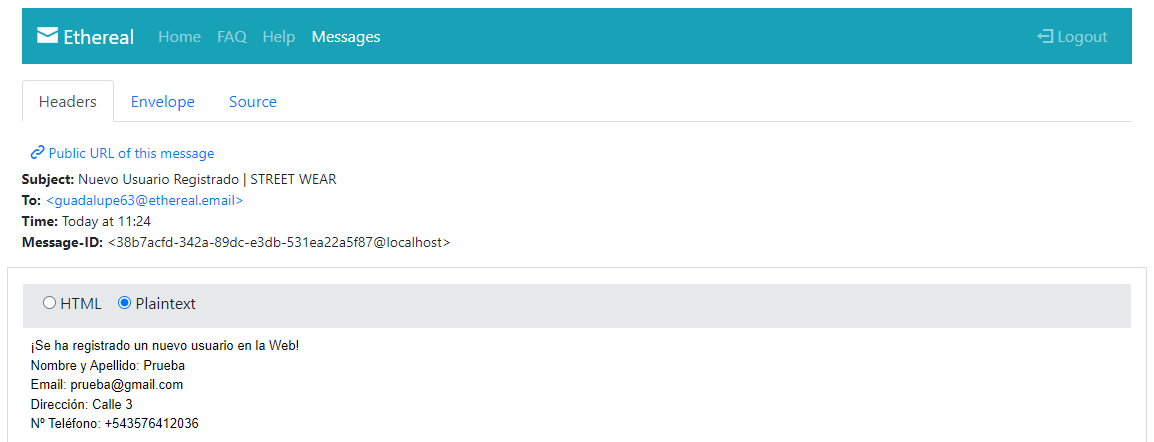 Ethereal Home FAQ Help Messages Logout
Headers Envelope Source
Public URL of this message
Subject: Nuevo Usuario Registrado | STREET WEAR
To: <guadalupe63@ethereal.email>
Time: Today at 11:24
Message-ID: <38b7acfd-342a-89dc-e3db-531ea22a5f87@localhost>
HTML Plaintext
¡Se ha registrado un nuevo usuario en la Web!
Nombre y Apellido: Prueba
Email: prueba@gmail.com
Dirección: Calle 3
Nº Teléfono: +543576412036